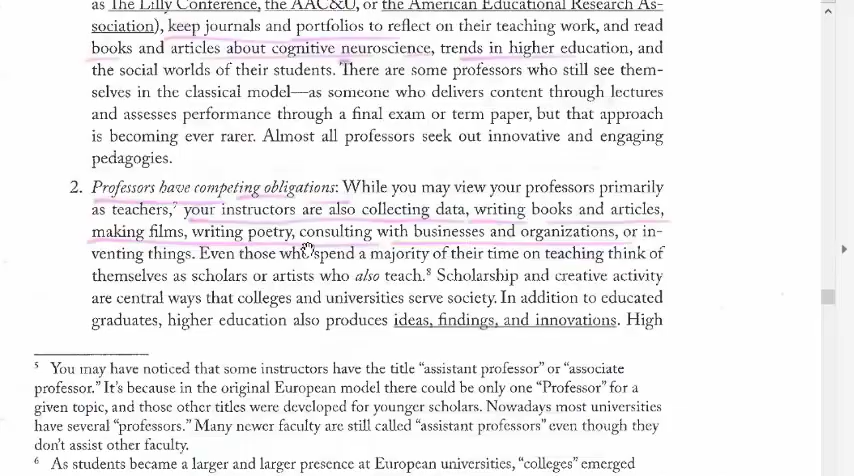 as The Lilly Conference, the AAC&U, or the American Educational Research As-
sociation), keep journals and portfolios to reflect on their teaching work, and read
books and articles about cognitive neuroscience, trends in higher education, and
the social worlds of their students. There are some professors who still see them-
selves in the classical model—as someone who delivers content through lectures
and assesses performance through a final exam or term paper, but that approach
is becoming ever rarer. Almost all professors seek out innovative and engaging
pedagogies.
2. Professors have competing obligations: While you may view your professors primarily
as teachers,⁷ your instructors are also collecting data, writing books and articles,
making films, writing poetry, consulting with businesses and organizations, or in-
venting things. Even those who spend a majority of their time on teaching think of
themselves as scholars or artists who also teach.⁸ Scholarship and creative activity
are central ways that colleges and universities serve society. In addition to educated
graduates, higher education also produces ideas, findings, and innovations. High
⁵ You may have noticed that some instructors have the title “assistant professor” or “associate
professor.” It’s because in the original European model there could be only one “Professor” for a
given topic, and those other titles were developed for younger scholars. Nowadays most universities
have several “professors.” Many newer faculty are still called “assistant professors” even though they
don’t assist other faculty.
⁶ As students became a larger and larger presence at European universities, “colleges” emerged